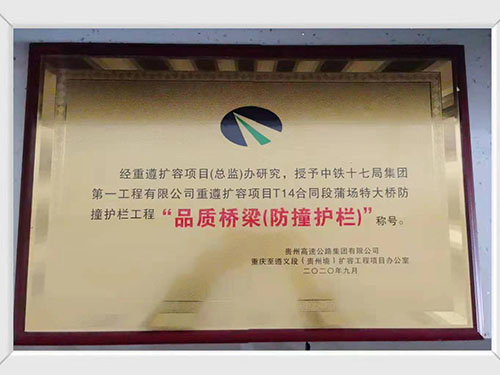 经重遵扩容项目(总监)办研究，授予中铁十七局集团
第一工程有限公司重遵扩容项目T14合同段蒲场特大桥防
撞护栏工程“品质桥梁(防撞护栏)”称号。
贵州高速公路集团有限公司
重庆至遵义段（贵州境）扩容工程项目办公室
二〇二〇年九月